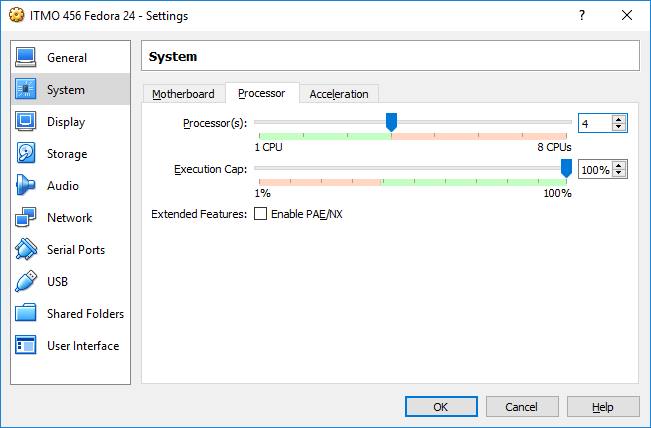 ITMO 456 Fedora 24 - Settings
General
System
Display
Storage
Audio
Network
Serial Ports
USB
Shared Folders
User Interface
System
Motherboard Processor Acceleration
Processor(s): 4
1 CPU 8 CPUs
Execution Cap: 100%
1% 100%
Extended Features: Enable PAE/NX
OK Cancel Help